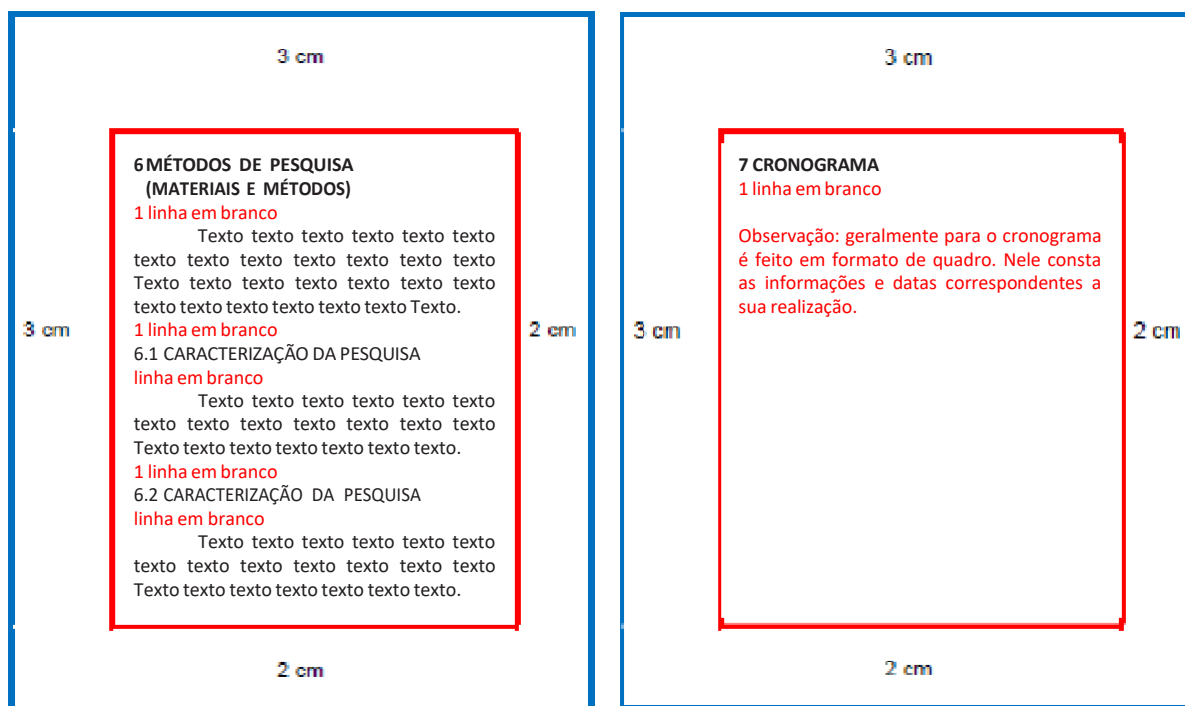 3 cm
6 MÉTODOS DE PESQUISA
(MATERIAIS E MÉTODOS)
1 linha em branco
Texto texto texto texto texto texto
texto texto texto texto texto texto texto
Texto texto texto texto texto texto texto
texto texto texto texto texto texto Texto.
1 linha em branco
6.1 CARACTERIZAÇÃO DA PESQUISA
linha em branco
Texto texto texto texto texto texto
texto texto texto texto texto texto texto
Texto texto texto texto texto texto texto.
1 linha em branco
6.2 CARACTERIZAÇÃO DA PESQUISA
linha em branco
Texto texto texto texto texto texto
texto texto texto texto texto texto texto
Texto texto texto texto texto texto texto.
3 cm
2 cm
2 cm
3 cm
7 CRONOGRAMA
1 linha em branco
Observação: geralmente para o cronograma
é feito em formato de quadro. Nele consta
as informações e datas correspondentes a
sua realização.
3 cm
2 cm
2 cm